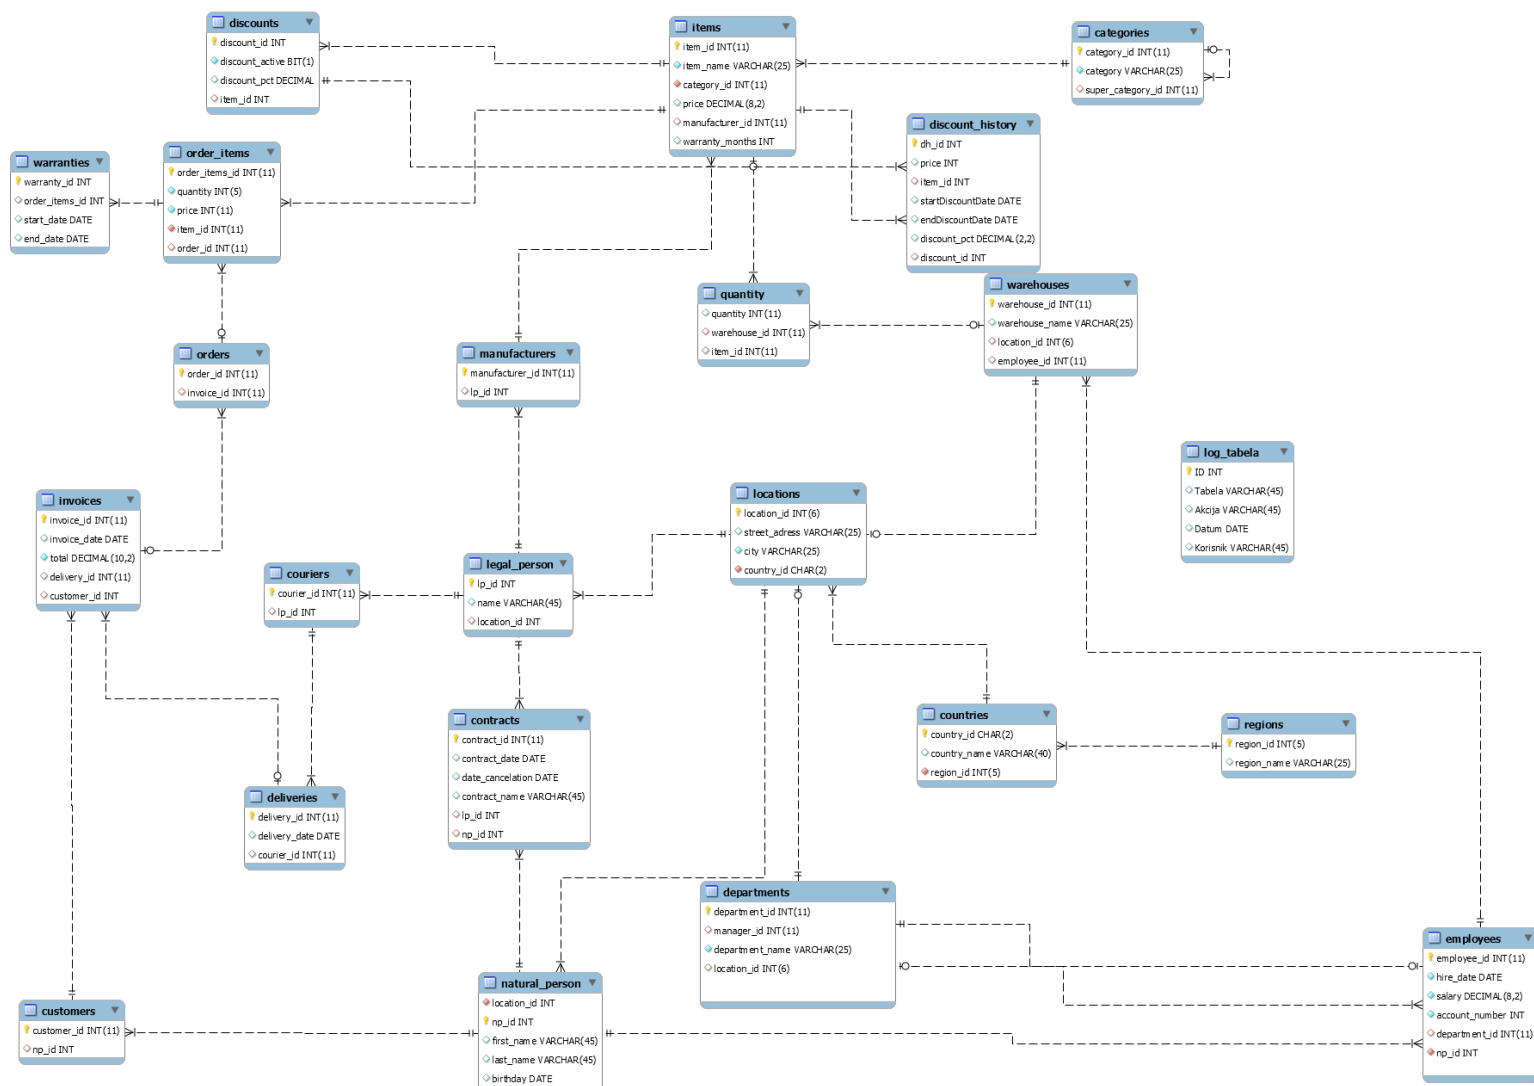 discounts
discount_id INT
discount_active BIT(1)
discount_pct DECIMAL
item_id INT
items
item_id INT(11)
item_name VARCHAR(25)
category_id INT(11)
price DECIMAL(8,2)
manufacturer_id INT(11)
warranty_months INT
categories
category_id INT(11)
category VARCHAR(25)
super_category_id INT(11)
discount_history
dh_id INT
price INT
item_id INT
startDiscountDate DATE
endDiscountDate DATE
discount_pct DECIMAL(2,2)
discount_id INT
warranties
warranty_id INT
order_items_id INT
start_date DATE
end_date DATE
order_items
order_items_id INT(11)
quantity INT(5)
price INT(11)
item_id INT(11)
order_id INT(11)
quantity
quantity INT(11)
warehouse_id INT(11)
item_id INT(11)
warehouses
warehouse_id INT(11)
warehouse_name VARCHAR(25)
location_id INT(6)
employee_id INT(11)
orders
order_id INT(11)
invoice_id INT(11)
manufacturers
manufacturer_id INT(11)
lp_id INT
log_tabela
ID INT
Tabela VARCHAR(45)
Akcija VARCHAR(45)
Datum DATE
Korisnik VARCHAR(45)
invoices
invoice_id INT(11)
invoice_date DATE
total DECIMAL(10,2)
delivery_id INT(11)
customer_id INT
locations
location_id INT(6)
street_adress VARCHAR(25)
city VARCHAR(25)
country_id CHAR(2)
couriers
courier_id INT(11)
lp_id INT
legal_person
lp_id INT
name VARCHAR(45)
location_id INT
contracts
contract_id INT(11)
contract_date DATE
date_cancelation DATE
contract_name VARCHAR(45)
lp_id INT
np_id INT
countries
country_id CHAR(2)
country_name VARCHAR(40)
region_id INT(5)
regions
region_id INT(5)
region_name VARCHAR(25)
deliveries
delivery_id INT(11)
delivery_date DATE
courier_id INT(11)
departments
department_id INT(11)
manager_id INT(11)
department_name VARCHAR(25)
location_id INT(6)
employees
employee_id INT(11)
hire_date DATE
salary DECIMAL(8,2)
account_number INT
department_id INT(11)
np_id INT
customers
customer_id INT(11)
np_id INT
natural_person
location_id INT
np_id INT
first_name VARCHAR(45)
last_name VARCHAR(45)
birthday DATE